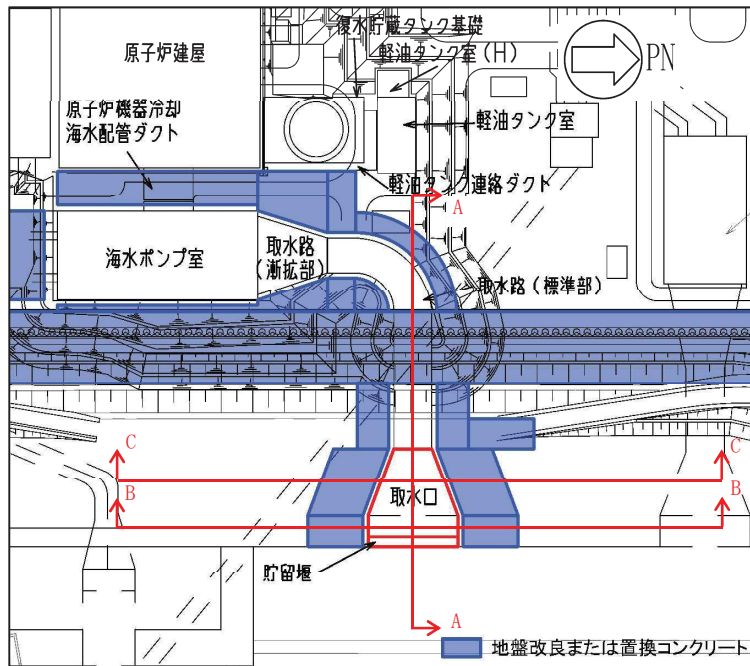 復水貯蔵タンク基礎
軽油タンク室(H)
原子炉建屋
PN
原子炉機器冷却
海水配管ダクト
軽油タンク室
軽油タンク連絡ダクト
A
海水ポンプ室
取水路
(漸拡部)
取水路(標準部)
C
C
B
B
取水口
貯留堰
A
地盤改良または置換コンクリート